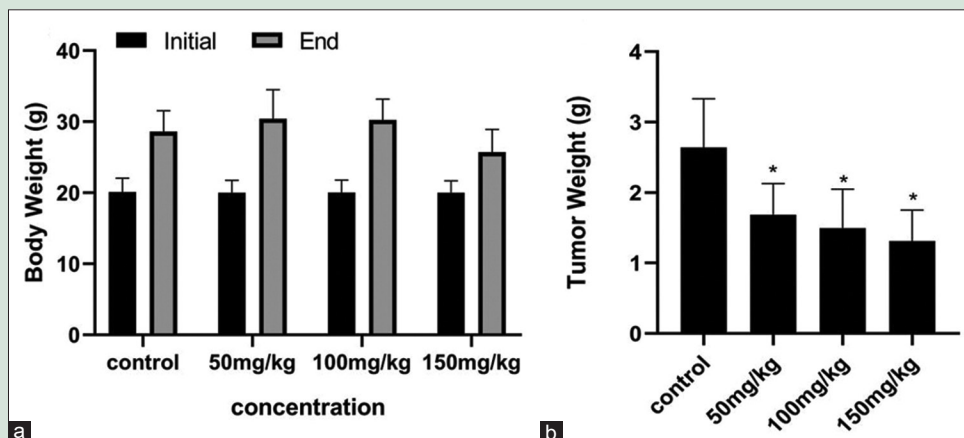 Initial End
Body Weight (g)
40
30
20
10
0
control 50mg/kg 100mg/kg 150mg/kg
concentration
a
Tumor Weight (g)
4
3
2
1
0
* * *
control 50mg/kg 100mg/kg 150mg/kg
b